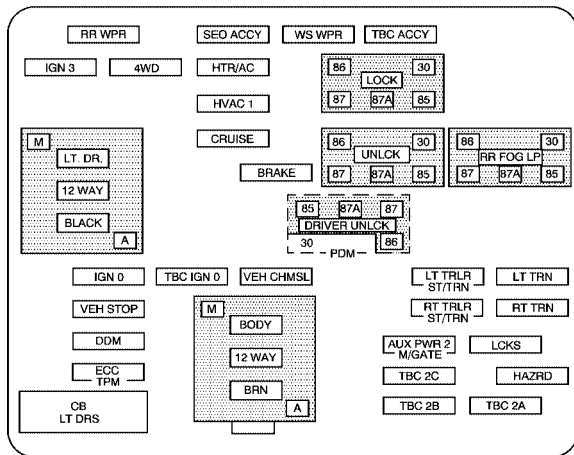 RR WPR
SEO ACCY
WS WPR
TBC ACCY
IGN 3
4WD
HTR/AC
86
30
LOCK
87
87A
85
HVAC 1
CRUISE
M
LT. DR.
12 WAY
BLACK
A
86
30
UNLCK
87
87A
85
86
30
RR FOG LP
87
87A
85
BRAKE
85
87A
87
DRIVER UNLCK
30
86
PDM
IGN 0
TBC IGN 0
VEH CHMSL
LT TRLR
ST/TRN
LT TRN
VEH STOP
M
BODY
12 WAY
BRN
A
RT TRLR
ST/TRN
RT TRN
DDM
AUX PWR 2
M/GATE
LCKS
ECC
TPM
TBC 2C
HAZRD
CB
LT DRS
TBC 2B
TBC 2A